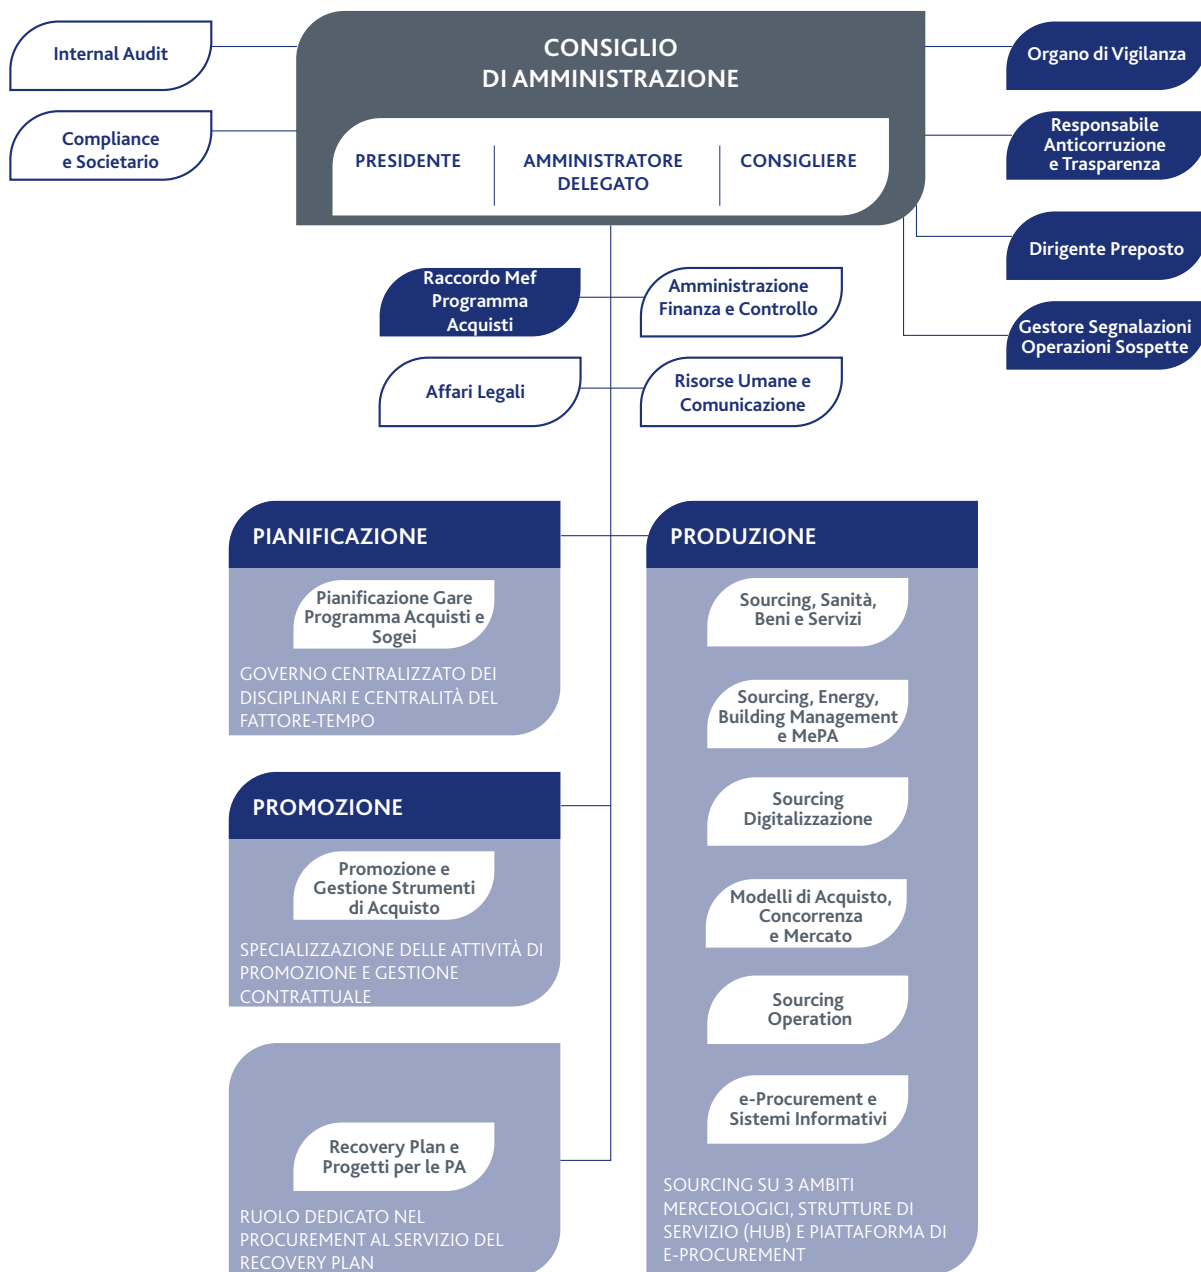 Internal Audit
Compliance
e Societario
CONSIGLIO
DI AMMINISTRAZIONE
PRESIDENTE
AMMINISTRATORE
DELEGATO
CONSIGLIERE
Organo di Vigilanza
Responsabile
Anticorruzione
e Trasparenza
Dirigente Preposto
Gestore Segnalazioni
Operazioni Sospette
Raccordo Mef
Programma
Acquisti
Amministrazione
Finanza e Controllo
Affari Legali
Risorse Umane e
Comunicazione
PIANIFICAZIONE
Pianificazione Gare
Programma Acquisti e
Sogei
GOVERNO CENTRALIZZATO DEI
DISCIPLINARI E CENTRALITÀ DEL
FATTORE-TEMPO
PROMOZIONE
Promozione e
Gestione Strumenti
di Acquisto
SPECIALIZZAZIONE DELLE ATTIVITÀ DI
PROMOZIONE E GESTIONE
CONTRATTUALE
Recovery Plan e
Progetti per le PA
RUOLO DEDICATO NEL
PROCUREMENT AL SERVIZIO DEL
RECOVERY PLAN
PRODUZIONE
Sourcing, Sanità,
Beni e Servizi
Sourcing, Energy,
Building Management
e MePA
Sourcing
Digitalizzazione
Modelli di Acquisto,
Concorrenza
e Mercato
Sourcing
Operation
e-Procurement e
Sistemi Informativi
SOURCING SU 3 AMBITI
MERCEOLOGICI, STRUTTURE DI
SERVIZIO (HUB) E PIATTAFORMA DI
E-PROCUREMENT